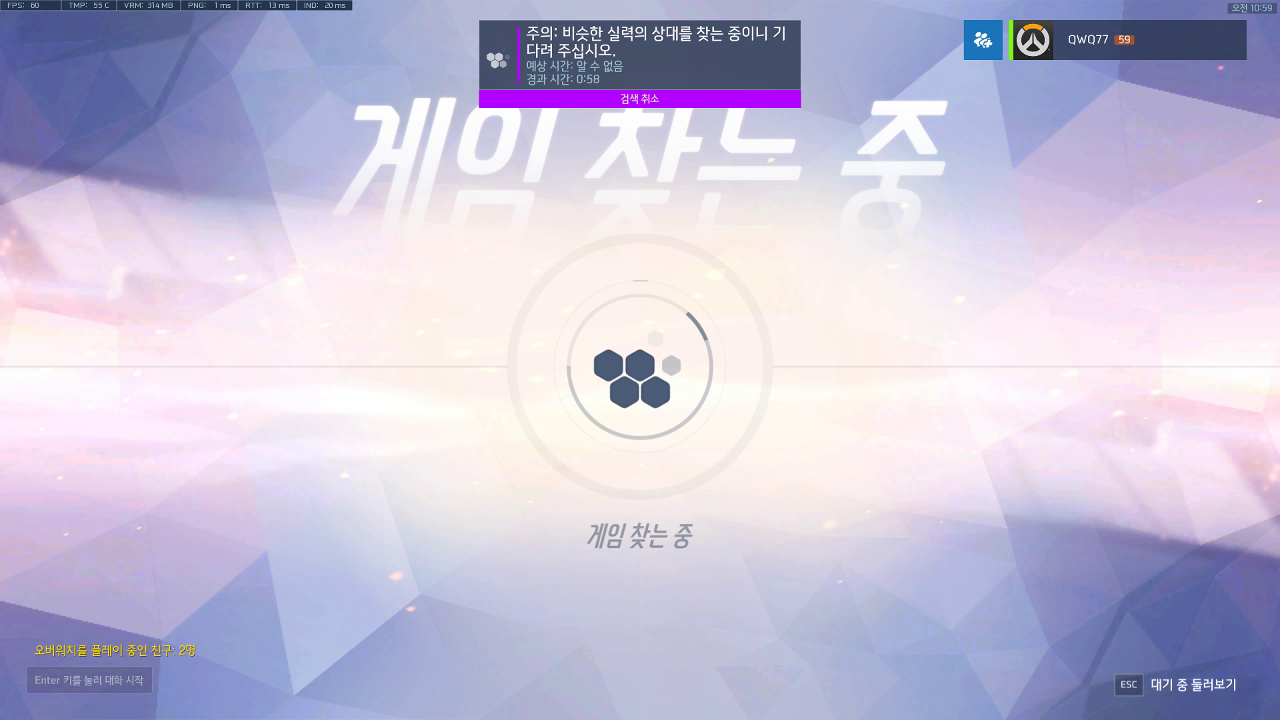 FPS: 60 TMP: 55 C VRM: 314 MB PNG: 1 ms RTT: 13 ms IND: 20 ms
오전 10:59
주의: 비슷한 실력의 상대를 찾는 중이니 기
다려 주십시오.
예상 시간: 알 수 없음
경과 시간: 0:58
검색 취소
QWQ77 59
게임 찾는 중
게임 찾는 중
오버워치를 플레이 중인 친구: 2명
Enter 키를 눌러 대화 시작
ESC 대기 중 둘러보기